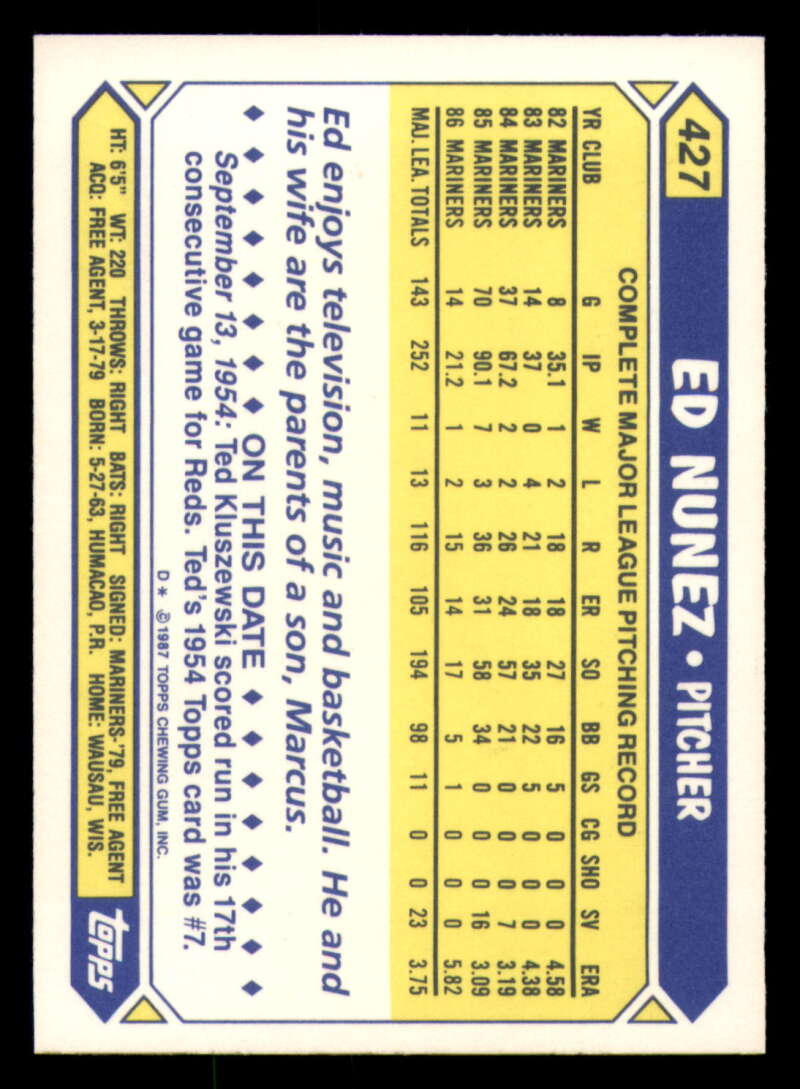 427 ED NUNEZ • PITCHER
COMPLETE MAJOR LEAGUE PITCHING RECORD
YR CLUB G IP W L R ER SO BB GS CG SHO SV ERA
82 MARINERS 8 35.1 1 2 18 18 27 16 5 0 0 0 4.58
83 MARINERS 14 37 0 4 21 18 35 22 5 0 0 0 4.38
84 MARINERS 37 67.2 2 2 26 24 57 21 0 0 0 7 3.19
85 MARINERS 70 90.1 7 3 36 31 58 34 0 0 0 16 3.09
86 MARINERS 14 21.2 1 2 15 14 17 5 1 0 0 0 5.82
MAJ. LEA. TOTALS 143 252 11 13 116 105 194 98 11 0 0 23 3.75
Ed enjoys television, music and basketball. He and
his wife are the parents of a son, Marcus.
◆ ◆ ◆ ◆ ◆ ◆ ◆ ◆ ON THIS DATE ◆ ◆ ◆ ◆ ◆ ◆ ◆ ◆
September 13, 1954: Ted Kluszewski scored run in his 17th
consecutive game for Reds. Ted's 1954 Topps card was #7.
D* ©1987 TOPPS CHEWING GUM, INC.
HT: 6'5" WT: 220 THROWS: RIGHT BATS: RIGHT SIGNED: MARINERS-'79, FREE AGENT
ACQ: FREE AGENT, 3-17-79 BORN: 5-27-63, HUMACAO, P.R. HOME: WAUSAU, WIS.
topps